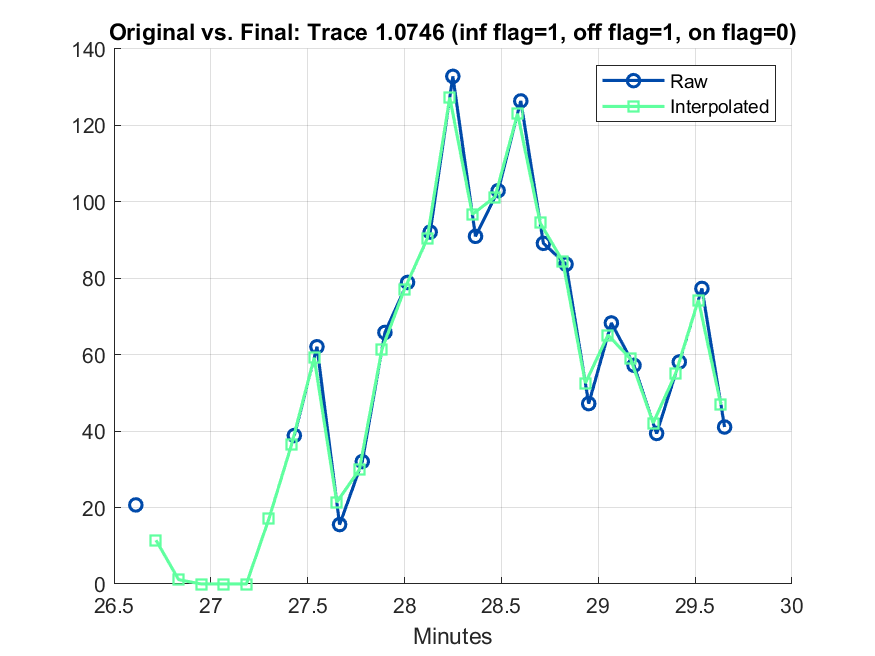 Original vs. Final: Trace 1.0746 (inf flag=1, off flag=1, on flag=0)
140
120
100
80
60
40
20
0
Raw
Interpolated
26.5 27 27.5 28 28.5 29 29.5 30
Minutes